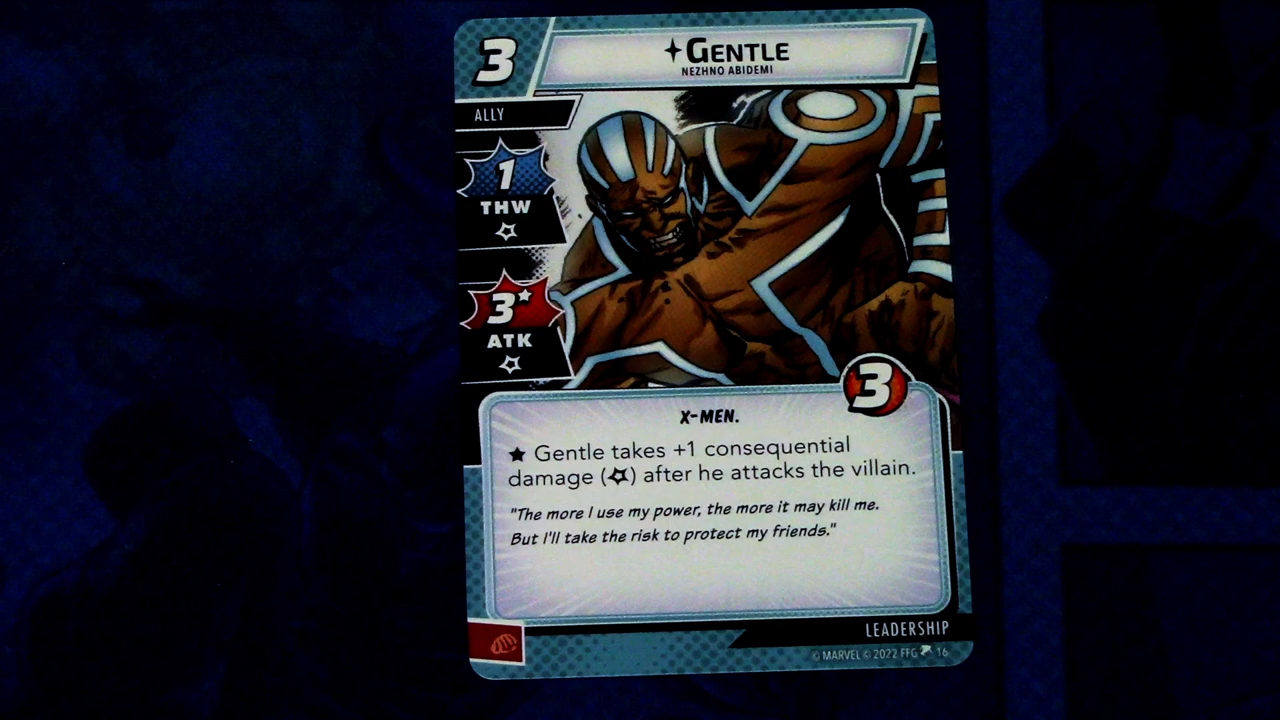 3
GENTLE
NEZHNO ABIDEMI
ALLY
1
THW
3
ATK
3
X-MEN.
★ Gentle takes +1 consequential
damage ( ) after he attacks the villain.
"The more I use my power, the more it may kill me.
But I'll take the risk to protect my friends."
LEADERSHIP
© MARVEL © 2022 FFG 16